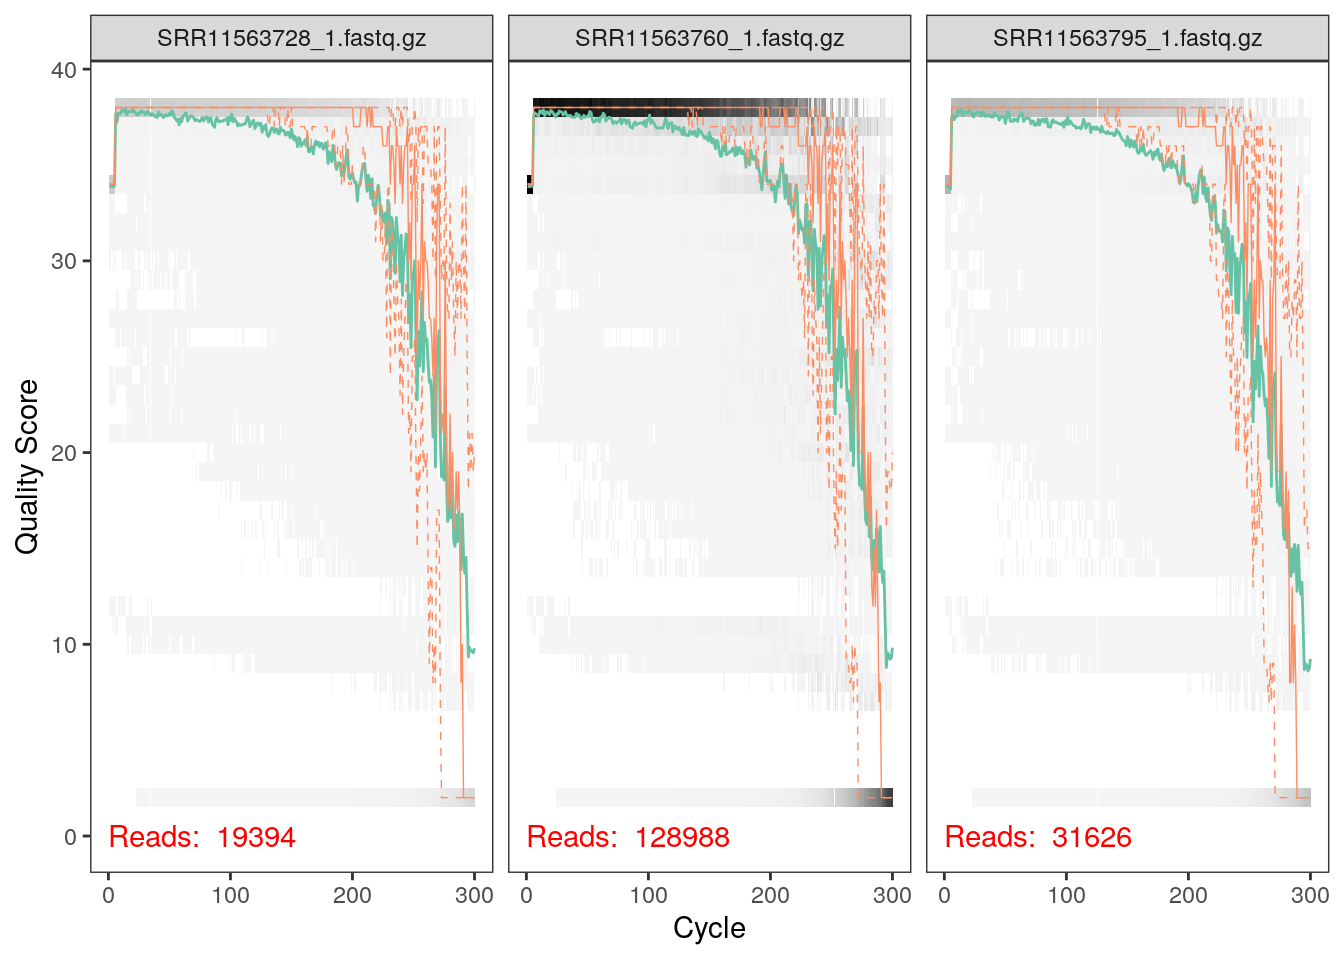 SRR11563728_1.fastq.gz
SRR11563760_1.fastq.gz
SRR11563795_1.fastq.gz
40
30
20
10
0
Quality Score
Reads: 19394
Reads: 128988
Reads: 31626
0 100 200 300
0 100 200 300
0 100 200 300
Cycle